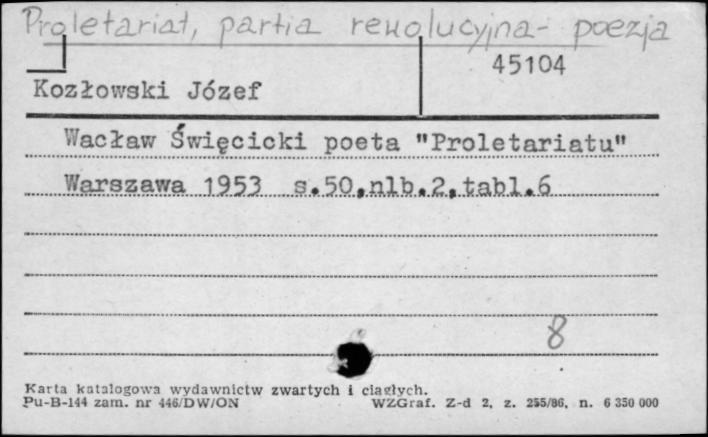 Proletariat, partia rewolucyjna - poezja
45104
Kozłowski Józef
Wacław Święcicki poeta "Proletariatu"
Warszawa 1953 s.50,nlb.2,tabl.6
8
Karta katalogowa wydawnictw zwartych i ciągłych.
Pu-B-144 zam. nr 446/DW/ON WZGraf. Z-d 2, z. 255/86, n. 6 350 000